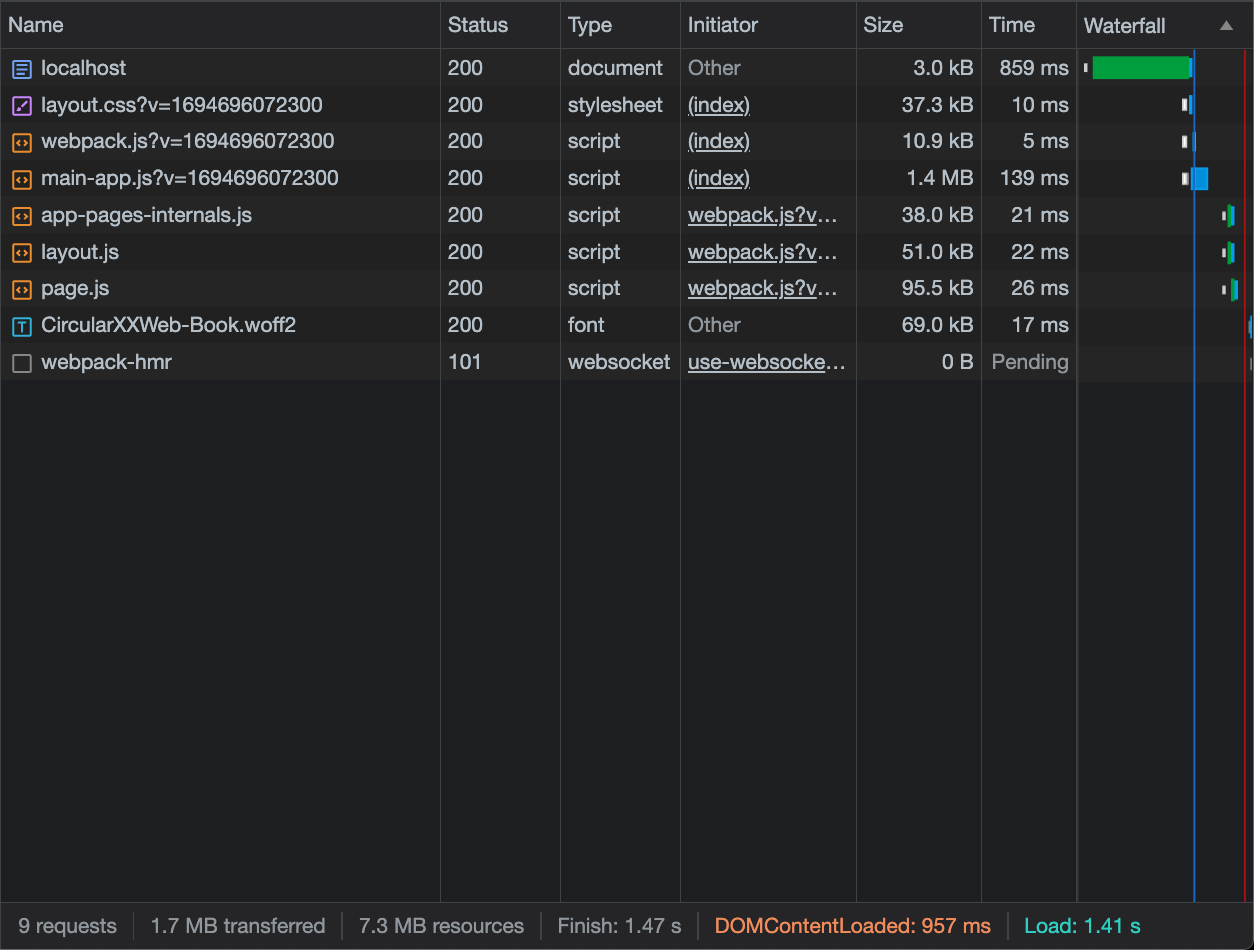 Name Status Type Initiator Size Time Waterfall
localhost 200 document Other 3.0 kB 859 ms
layout.css?v=1694696072300 200 stylesheet (index) 37.3 kB 10 ms
webpack.js?v=1694696072300 200 script (index) 10.9 kB 5 ms
main-app.js?v=1694696072300 200 script (index) 1.4 MB 139 ms
app-pages-internals.js 200 script webpack.js?v... 38.0 kB 21 ms
layout.js 200 script webpack.js?v... 51.0 kB 22 ms
page.js 200 script webpack.js?v... 95.5 kB 26 ms
CircularXXWeb-Book.woff2 200 font Other 69.0 kB 17 ms
webpack-hmr 101 websocket use-websocke... 0 B Pending
9 requests 1.7 MB transferred 7.3 MB resources Finish: 1.47 s DOMContentLoaded: 957 ms Load: 1.41 s